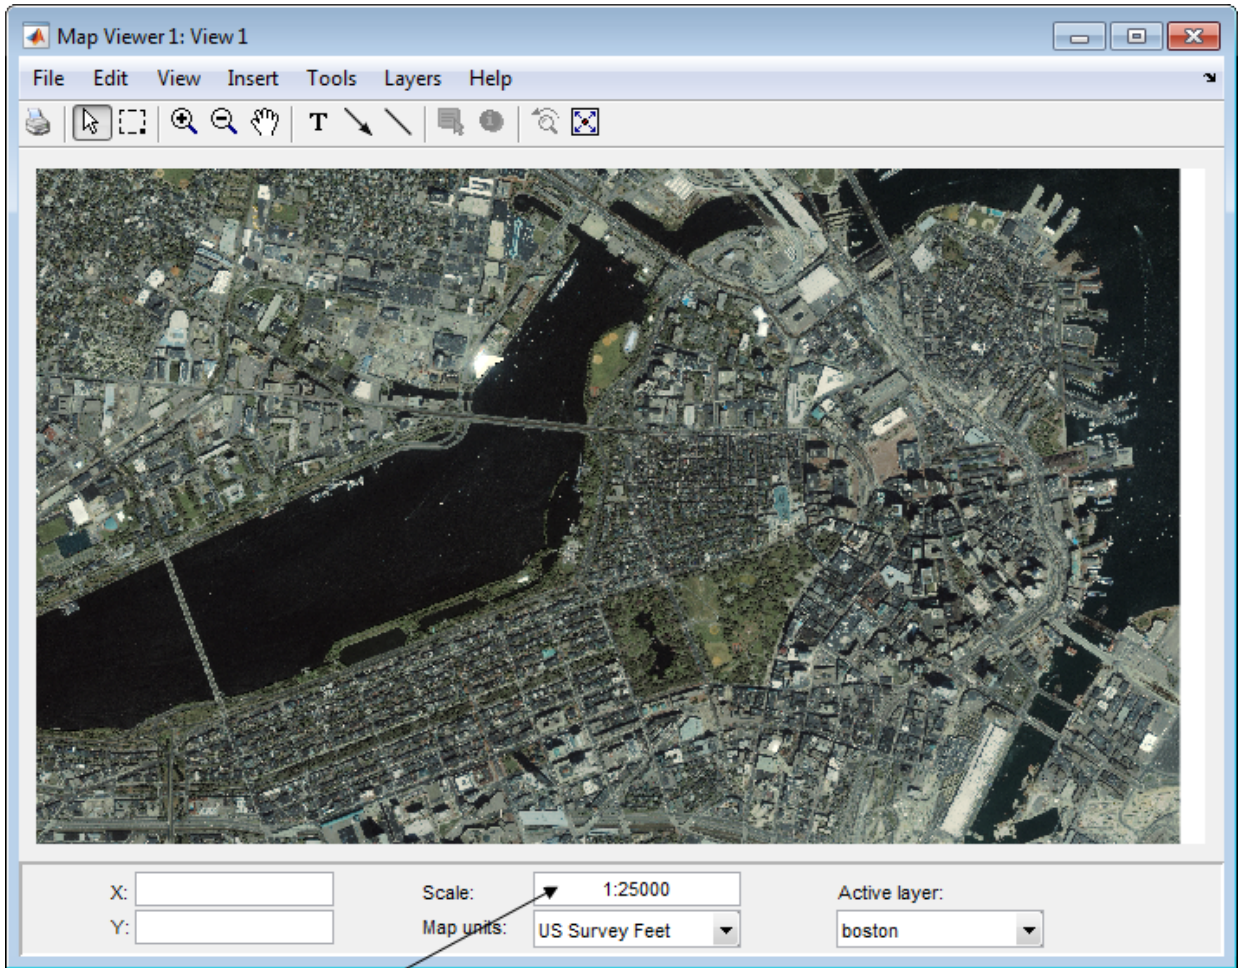 Map Viewer 1: View 1
File Edit View Insert Tools Layers Help
T
X: Scale: 1:25000 Active layer:
Y: Map units: US Survey Feet boston